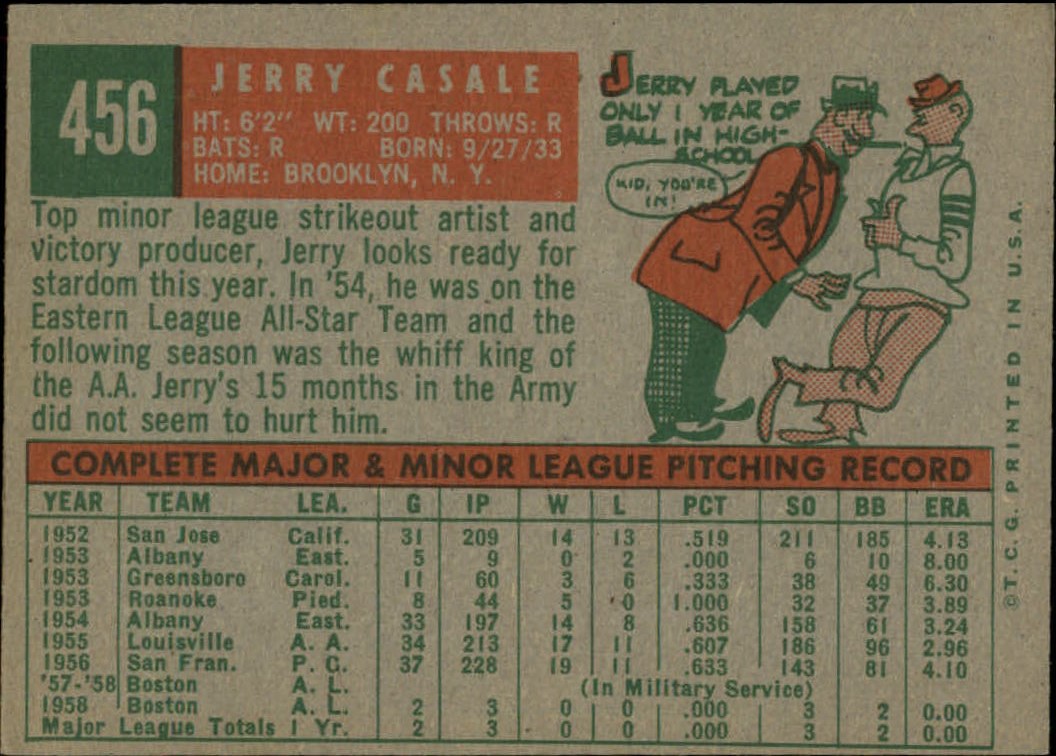 456
JERRY CASALE
HT: 6'2" WT: 200 THROWS: R
BATS: R BORN: 9/27/33
HOME: BROOKLYN, N. Y.
Top minor league strikeout artist and
victory producer, Jerry looks ready for
stardom this year. In '54, he was on the
Eastern League All-Star Team and the
following season was the whiff king of
the A.A. Jerry's 15 months in the Army
did not seem to hurt him.
JERRY PLAYED
ONLY 1 YEAR OF
BALL IN HIGH-
SCHOOL
KID, YOU'RE
IN!
COMPLETE MAJOR & MINOR LEAGUE PITCHING RECORD
YEAR TEAM LEA. G IP W L PCT SO BB ERA
1952 San Jose Calif. 31 209 14 13 .519 211 185 4.13
1953 Albany East. 5 9 0 2 .000 6 10 8.00
1953 Greensboro Carol. 11 60 3 6 .333 38 49 6.30
1953 Roanoke Pied. 8 44 5 0 1.000 32 37 3.89
1954 Albany East. 33 197 14 8 .636 158 61 3.24
1955 Louisville A. A. 34 213 17 11 .607 186 96 2.96
1956 San Fran. P. C. 37 228 19 11 .633 143 81 4.10
'57-'58 Boston A. L. (In Military Service)
1958 Boston A. L. 2 3 0 0 .000 3 2 0.00
Major League Totals 1 Yr. 2 3 0 0 .000 3 2 0.00
©T. C. G. PRINTED IN U.S.A.